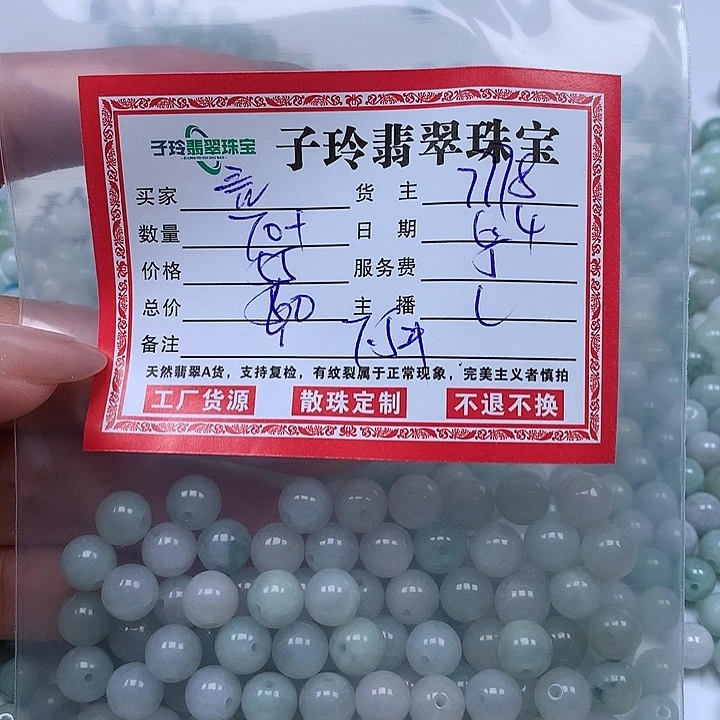 子玲翡翠珠宝 子玲翡翠珠宝
买家 货主 7718
数量 70+ 日期 6.4
价格 55 服务费 5
总价 60 主播 L
备注
天然翡翠A货，支持复检，有纹裂属于正常现象，完美主义者慎拍
工厂货源 散珠定制 不退不换